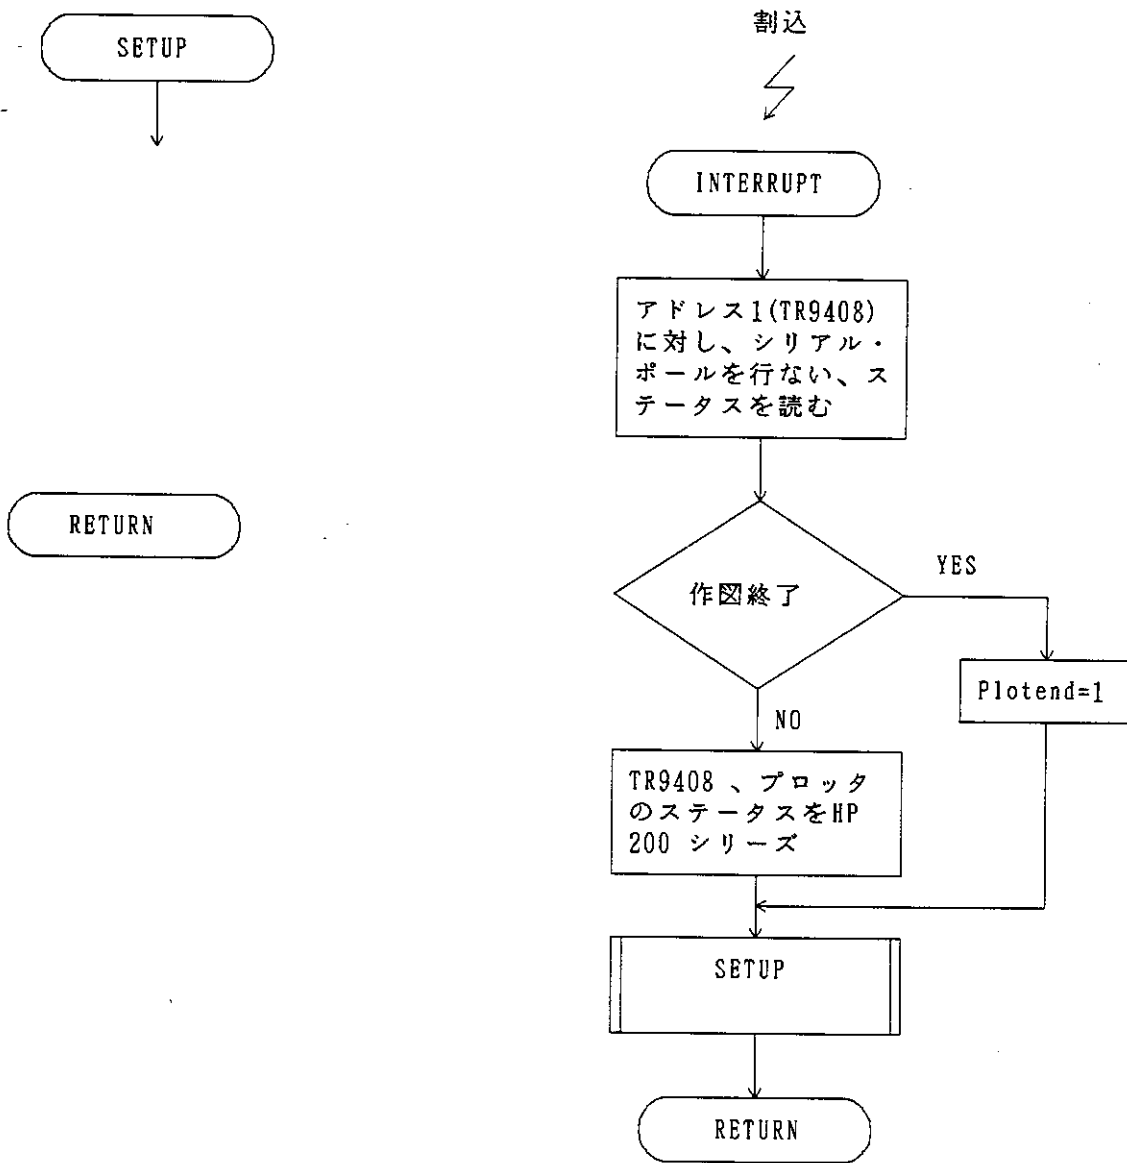 SETUP
RETURN
割込
INTERRUPT
アドレス1(TR9408)
に対し、シリアル・
ポールを行ない、ス
テータスを読む
作図終了
YES
Plotend=1
NO
TR9408 、プロッタ
のステータスをHP
200 シリーズ
SETUP
RETURN